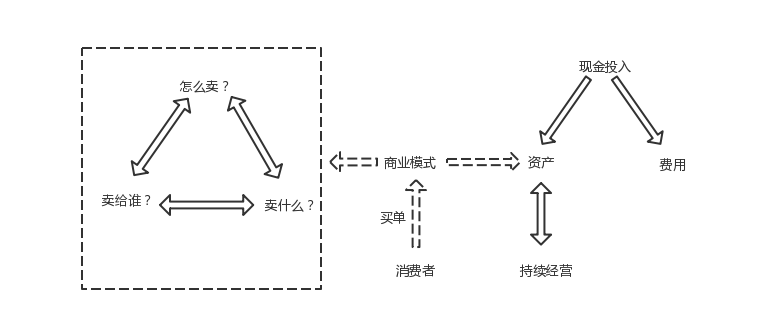 怎么卖？
卖给谁？
卖什么？
商业模式
买单
消费者
现金投入
资产
费用
持续经营